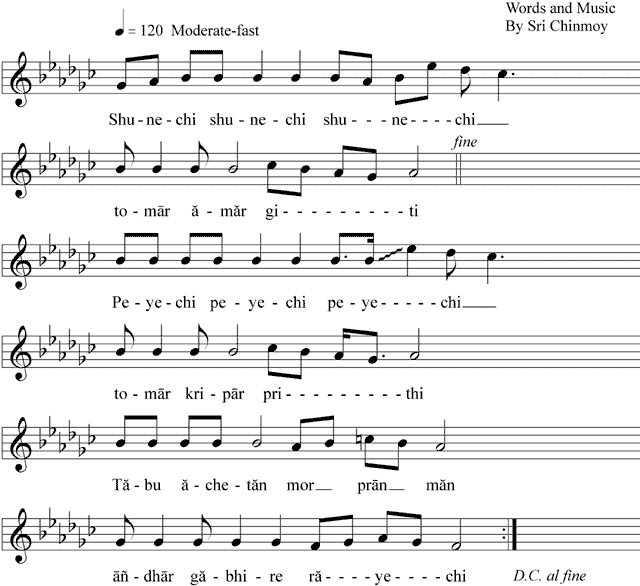 ♩ = 120 Moderate-fast
Words and Music
By Sri Chinmoy
Shu-ne-chi shu-ne-chi shu---ne----chi
fine
to-mār ă-măr gi---------ti
Pe-ye-chi pe-ye-chi pe-ye-----chi
to-mār kri-pār pri---------thi
Tă-bu ă-che-tăn mor prān măn
āñ-dhār gă-bhi-re ră----ye---chi
D.C. al fine